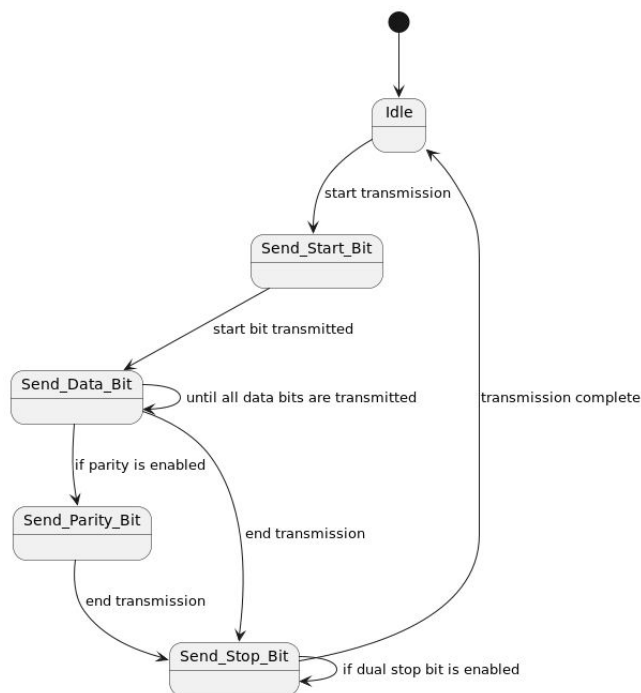 Idle
start transmission
Send_Start_Bit
start bit transmitted
Send_Data_Bit
until all data bits are transmitted
transmission complete
if parity is enabled
Send_Parity_Bit
end transmission
end transmission
Send_Stop_Bit
if dual stop bit is enabled